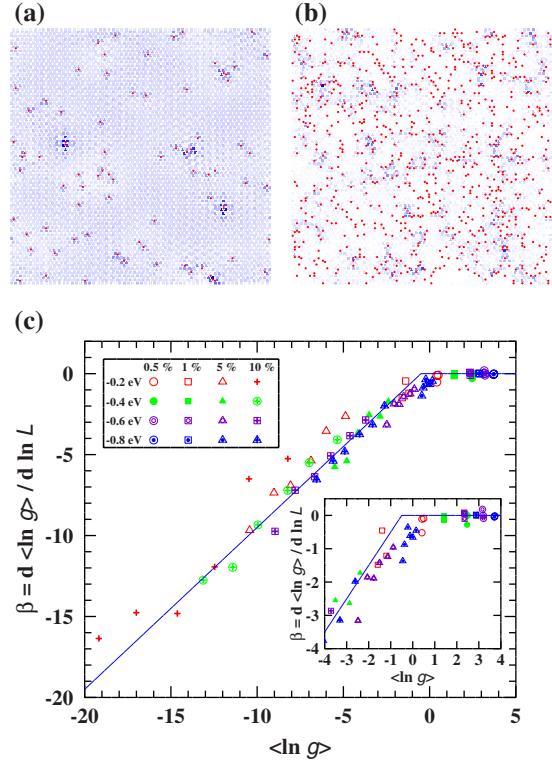 (a) (b)
(c)
0.5 % 1 % 5 % 10 %
-0.2 eV
-0.4 eV
-0.6 eV
-0.8 eV
β = d <ln g> / d ln L
0
-5
-10
-15
-20
-20 -15 -10 -5 0 5
<ln g>
β = d <ln g> / d ln L
0
-1
-2
-3
-4
-4 -3 -2 -1 0 1 2 3 4
<ln g>